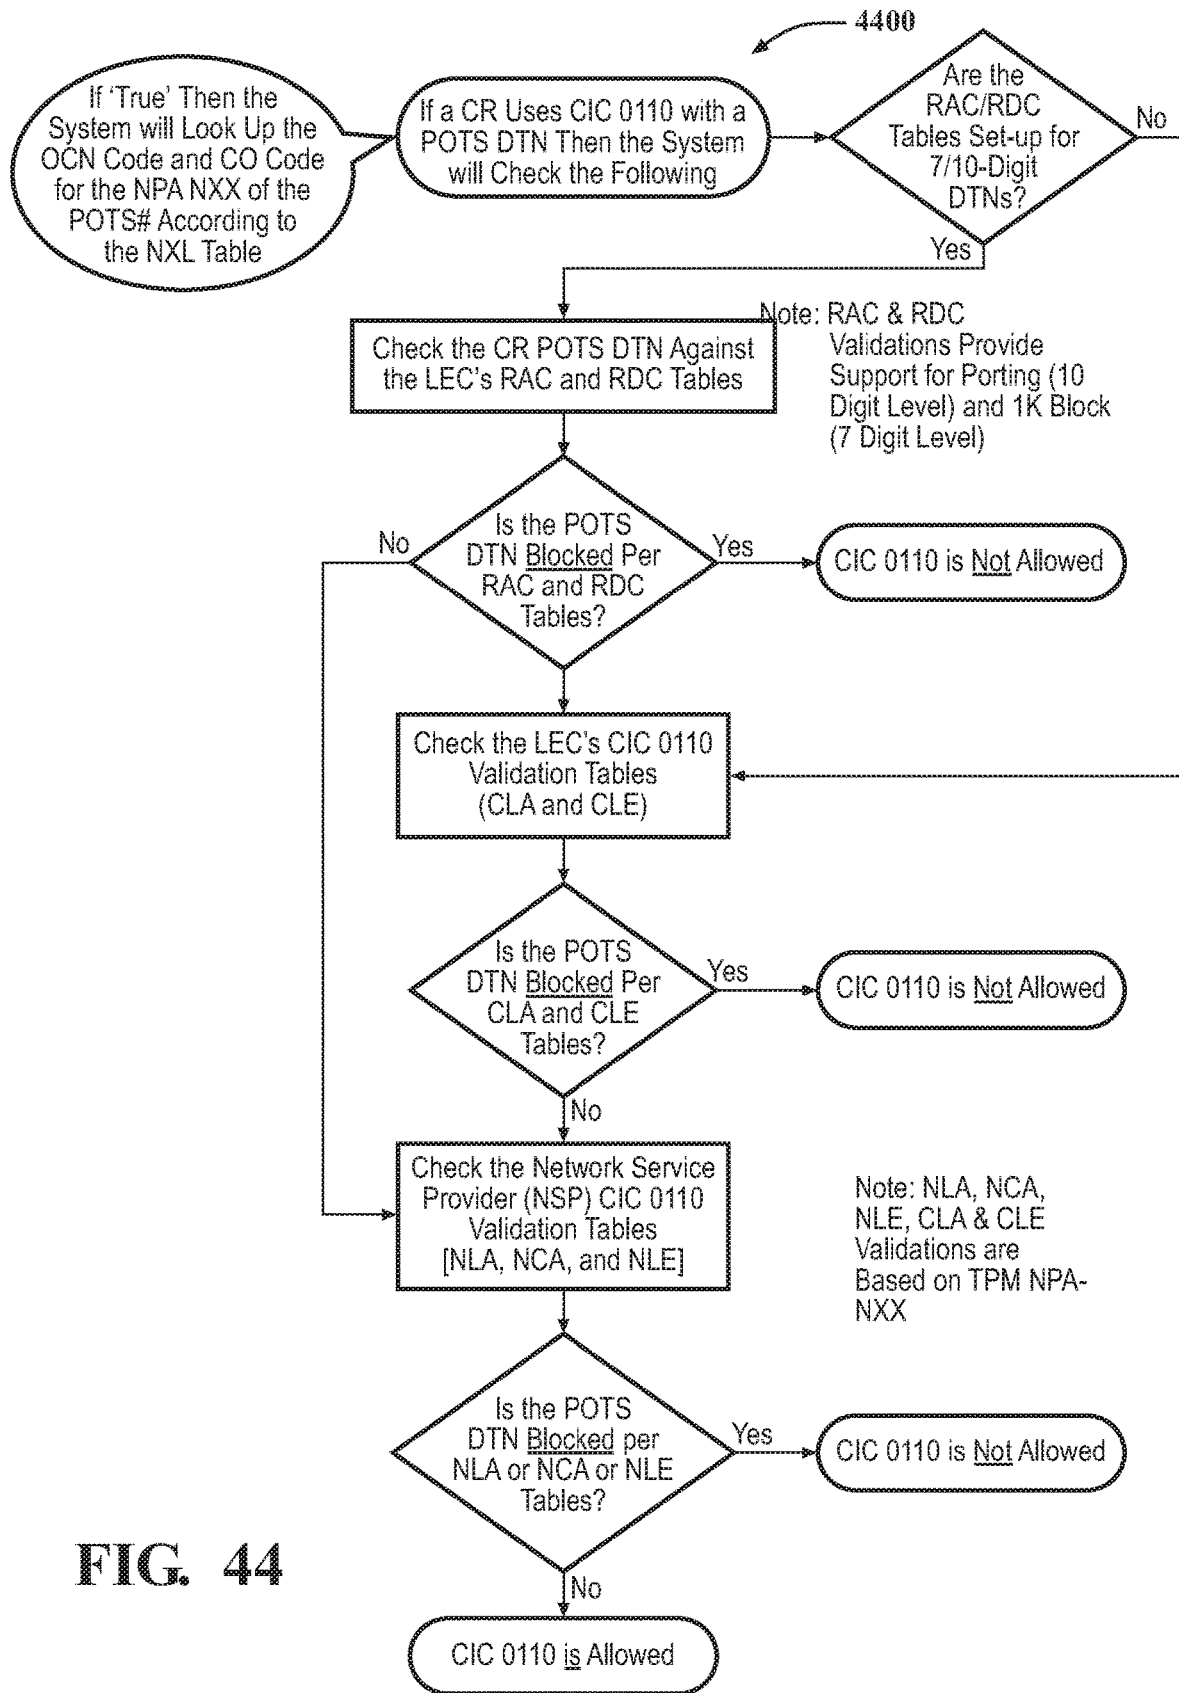 4400
If ‘True’ Then the
System will Look Up the
OCN Code and CO Code
for the NPA NXX of the
POTS# According to
the NXL Table
If a CR Uses CIC 0110 with a
POTS DTN Then the System
will Check the Following
Are the
RAC/RDC
Tables Set-up for
7/10-Digit
DTNs?
No
Yes
Check the CR POTS DTN Against
the LEC's RAC and RDC Tables
Note: RAC & RDC
Validations Provide
Support for Porting (10
Digit Level) and 1K Block
(7 Digit Level)
Is the POTS
DTN Blocked Per
RAC and RDC
Tables?
No
Yes
CIC 0110 is Not Allowed
Check the LEC's CIC 0110
Validation Tables
(CLA and CLE)
Is the POTS
DTN Blocked Per
CLA and CLE
Tables?
Yes
CIC 0110 is Not Allowed
No
Check the Network Service
Provider (NSP) CIC 0110
Validation Tables
[NLA, NCA, and NLE]
Note: NLA, NCA,
NLE, CLA & CLE
Validations are
Based on TPM NPA-
NXX
Is the POTS
DTN Blocked per
NLA or NCA or NLE
Tables?
Yes
CIC 0110 is Not Allowed
No
CIC 0110 is Allowed
FIG. 44